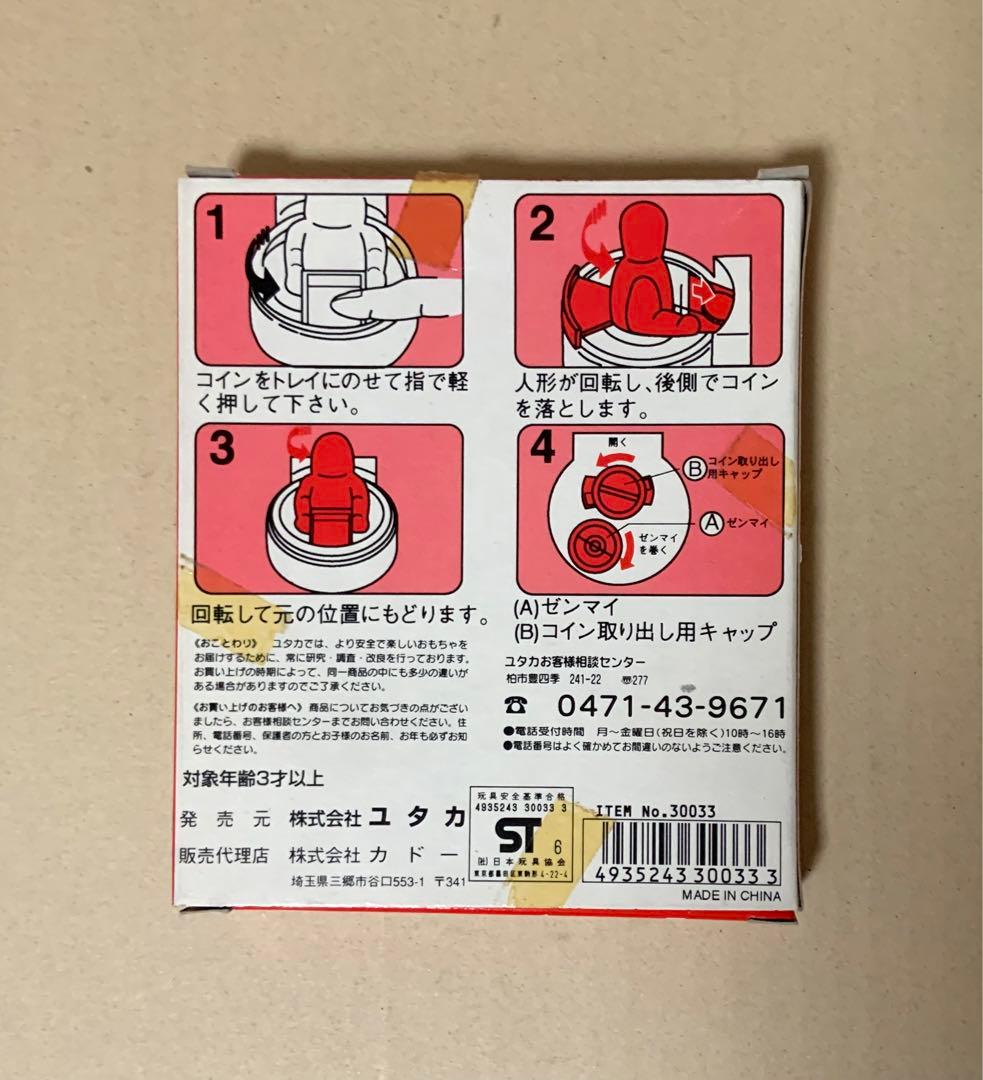 1
コインをトレイにのせて指で軽
く押して下さい。
2
人形が回転し、後側でコイン
を落とします。
3
回転して元の位置にもどります。
4
開く
Ⓑコイン取り出し
用キャップ
Ⓐゼンマイ
ゼンマイ
を巻く
(A)ゼンマイ
(B)コイン取り出し用キャップ
《おことわり》 ユタカでは、より安全で楽しいおもちゃを
お届けするために、常に研究・調査・改良を行っております。
お買い上げの時期によって、同一商品の中にも多少の違いが
ある場合がありますのでご了承ください。
《お買い上げのお客様へ》 商品についてお気づきの点がござい
ましたら、お客様相談センターまでお問い合わせください。住
所、電話番号、保護者の方とお子様のお名前、お年も必ずお知
らせください。
ユタカお客様相談センター
柏市豊四季 241-22 〠277
☎ 0471-43-9671
●電話受付時間 月〜金曜日(祝日を除く)10時〜16時
●電話番号はよく確かめてお間違いのないようご注意ください。
対象年齢3才以上
発売元 株式会社 ユタカ
販売代理店 株式会社 カドー
埼玉県三郷市谷口553-1 〒341
玩具安全基準合格
4935243 30033 3
ST 6
(社)日本玩具協会
東京都墨田区東駒形4-22-4
ITEM No.30033
4935243 300333
MADE IN CHINA